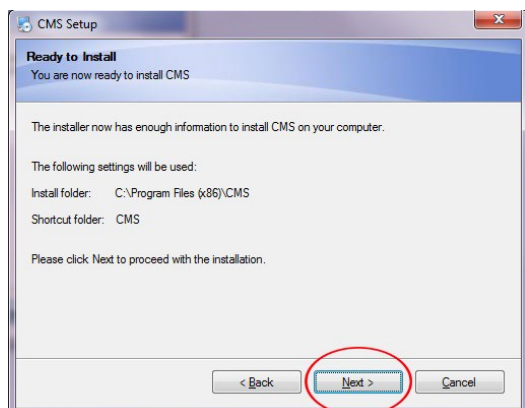 CMS Setup
Ready to Install
You are now ready to install CMS
The installer now has enough information to install CMS on your computer.
The following settings will be used:
Install folder: C:\Program Files (x86)\CMS
Shortcut folder: CMS
Please click Next to proceed with the installation.
< Back Next > Cancel